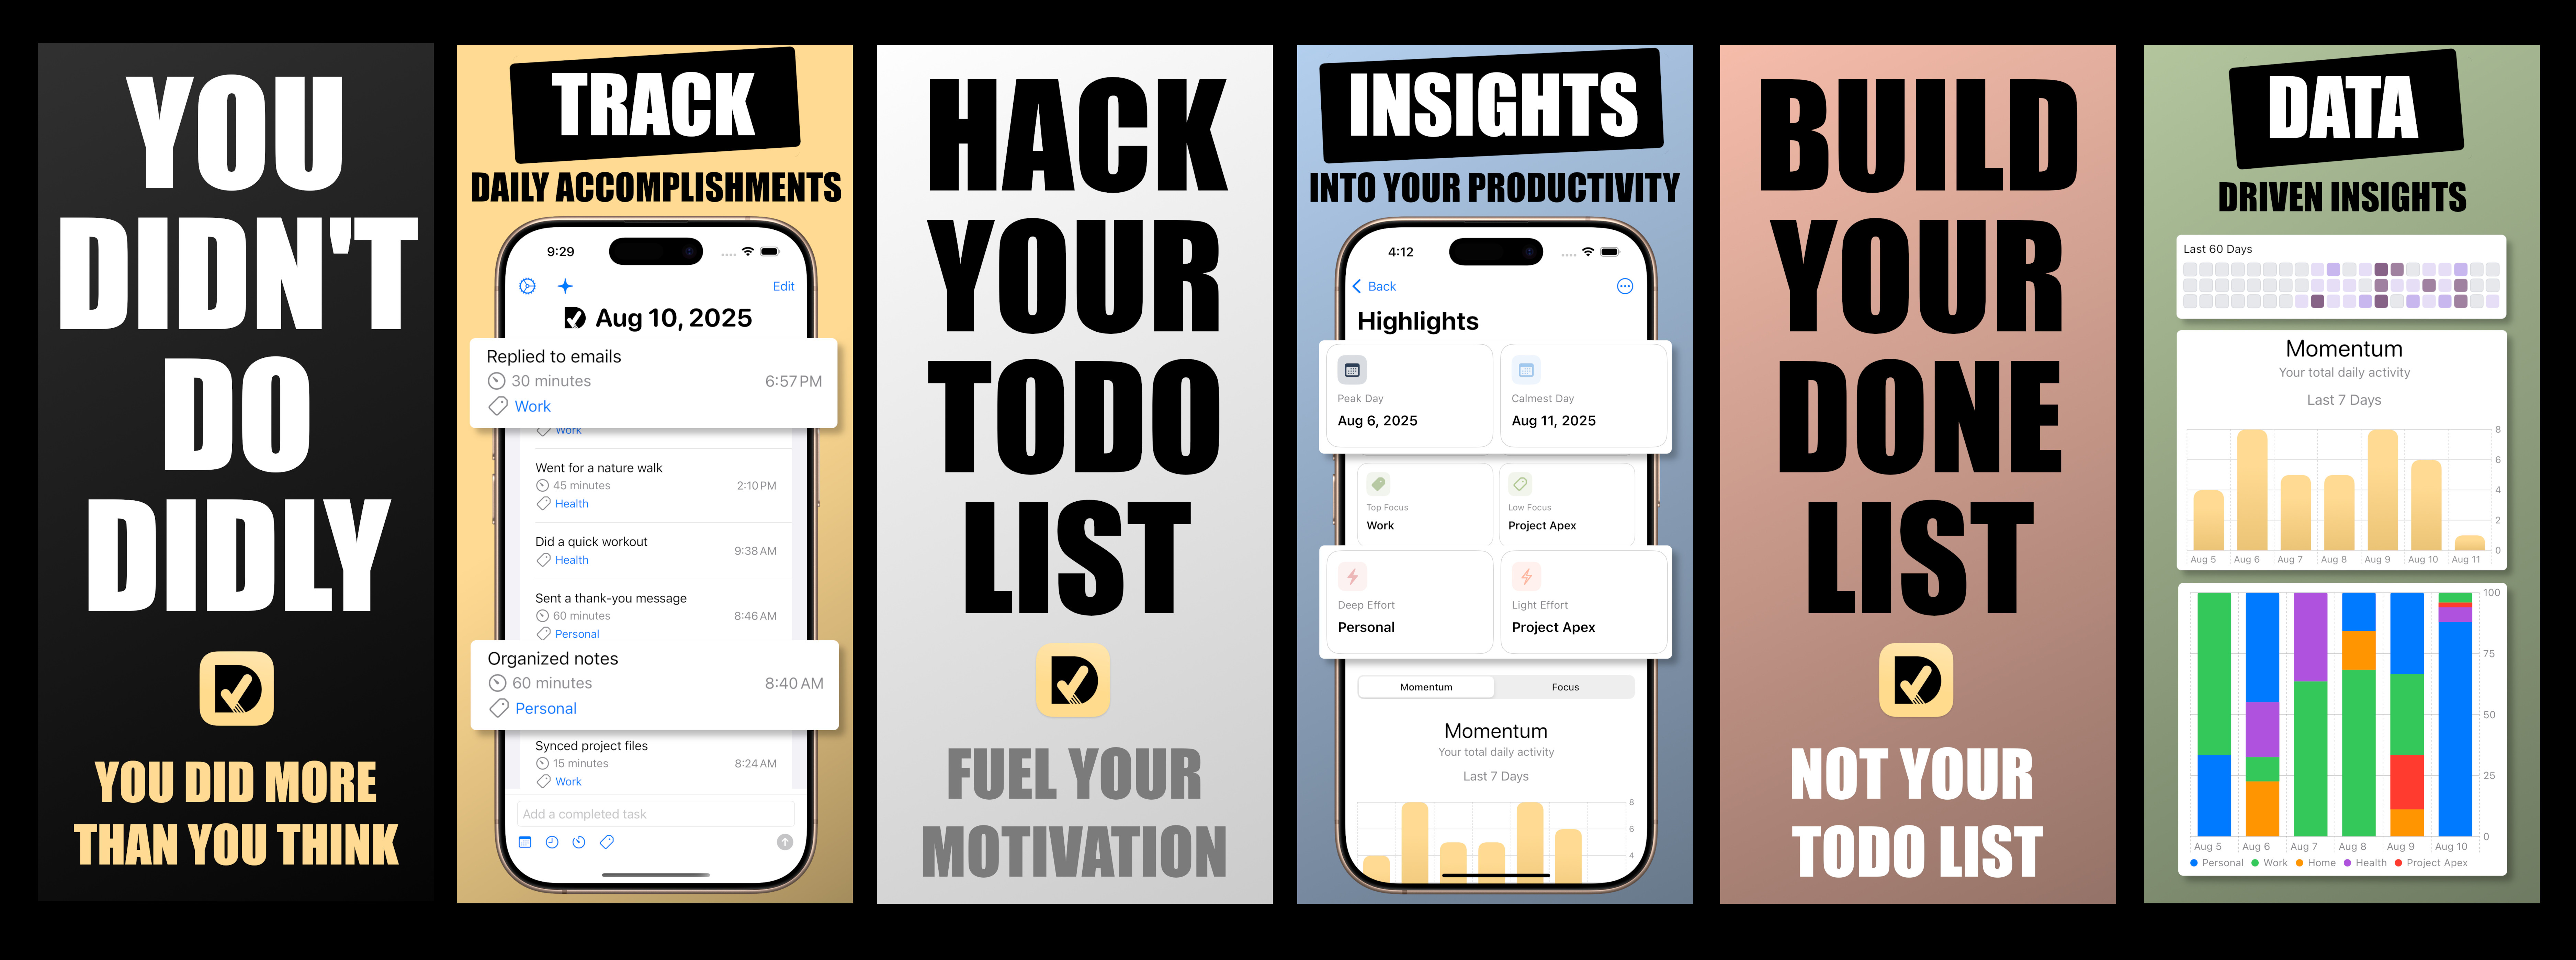 YOU
DIDN'T
DO
DIDLY
YOU DID MORE
THAN YOU THINK
TRACK
DAILY ACCOMPLISHMENTS
9:29
Edit
Aug 10, 2025
Replied to emails
30 minutes
6:57 PM
Work
Work
Went for a nature walk
45 minutes
2:10 PM
Health
Did a quick workout
9:38 AM
Health
Sent a thank-you message
60 minutes
8:46 AM
Personal
Organized notes
60 minutes
8:40 AM
Personal
Synced project files
15 minutes
8:24 AM
Work
Add a completed task
HACK
YOUR
TODO
LIST
FUEL YOUR
MOTIVATION
INSIGHTS
INTO YOUR PRODUCTIVITY
4:12
Back
Highlights
Peak Day
Aug 6, 2025
Calmest Day
Aug 11, 2025
Top Focus
Work
Low Focus
Project Apex
Deep Effort
Personal
Light Effort
Project Apex
Momentum
Focus
Momentum
Your total daily activity
Last 7 Days
8
6
4
BUILD
YOUR
DONE
LIST
NOT YOUR
TODO LIST
DATA
DRIVEN INSIGHTS
Last 60 Days
Momentum
Your total daily activity
Last 7 Days
8
6
4
2
0
Aug 5 Aug 6 Aug 7 Aug 8 Aug 9 Aug 10 Aug 11
100
75
50
25
0
Aug 5 Aug 6 Aug 7 Aug 8 Aug 9 Aug 10
Personal Work Home Health Project Apex